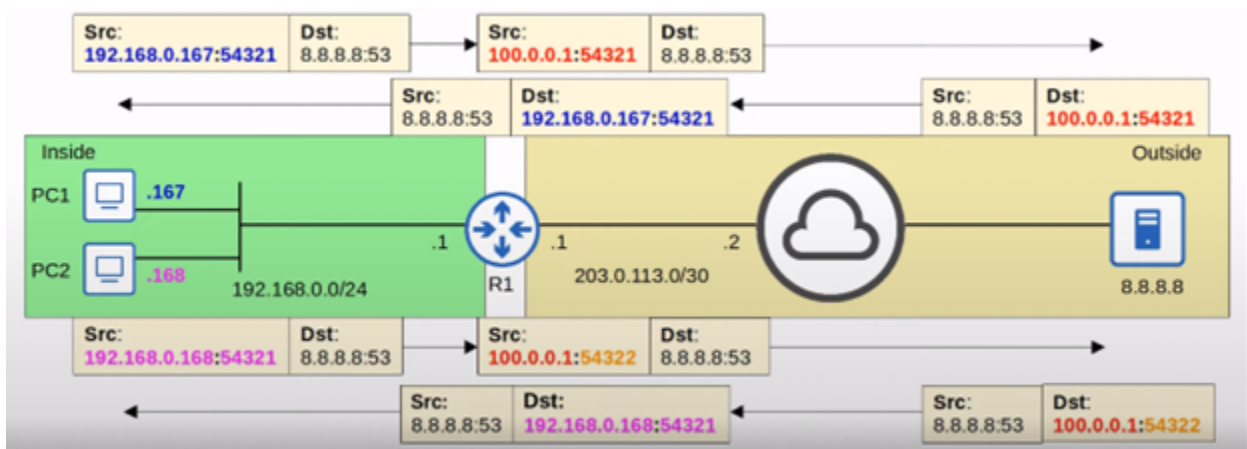 Src:
192.168.0.167:54321
Dst:
8.8.8.8:53
Src:
100.0.0.1:54321
Dst:
8.8.8.8:53
Src:
8.8.8.8:53
Dst:
192.168.0.167:54321
Src:
8.8.8.8:53
Dst:
100.0.0.1:54321
Inside
Outside
PC1
.167
PC2
.168
192.168.0.0/24
.1
R1
.1
.2
203.0.113.0/30
8.8.8.8
Src:
192.168.0.168:54321
Dst:
8.8.8.8:53
Src:
100.0.0.1:54322
Dst:
8.8.8.8:53
Src:
8.8.8.8:53
Dst:
192.168.0.168:54321
Src:
8.8.8.8:53
Dst:
100.0.0.1:54322